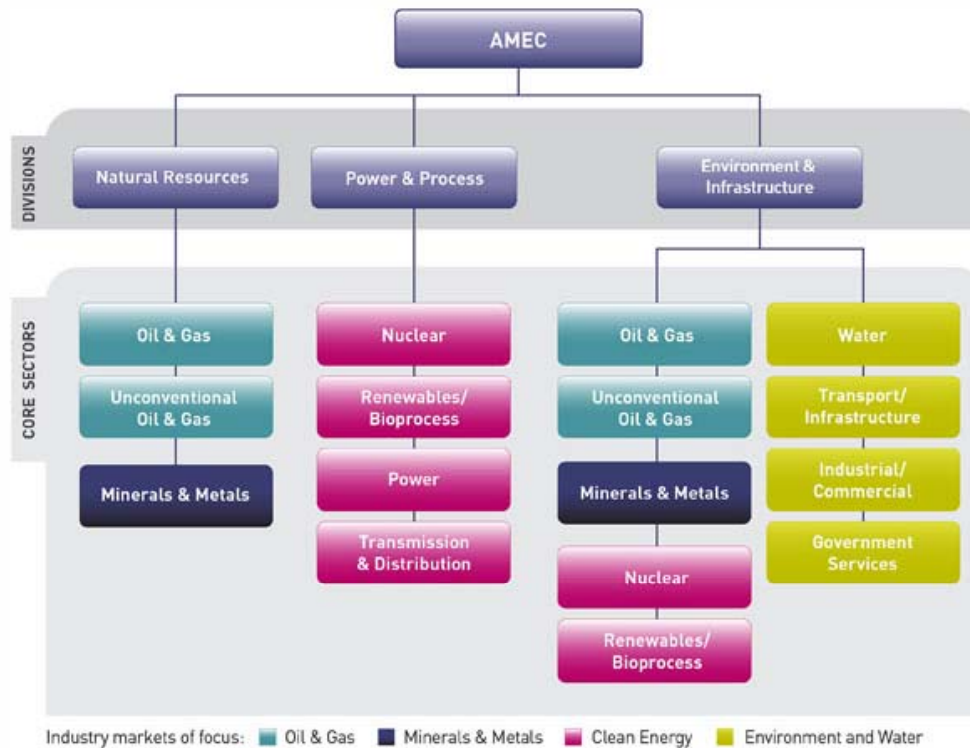 AMEC
DIVISIONS
Natural Resources
Power & Process
Environment &
Infrastructure
CORE SECTORS
Oil & Gas
Unconventional
Oil & Gas
Minerals & Metals
Nuclear
Renewables/
Bioprocess
Power
Transmission
& Distribution
Oil & Gas
Unconventional
Oil & Gas
Minerals & Metals
Nuclear
Renewables/
Bioprocess
Water
Transport/
Infrastructure
Industrial/
Commercial
Government
Services
Industry markets of focus: Oil & Gas Minerals & Metals Clean Energy Environment and Water